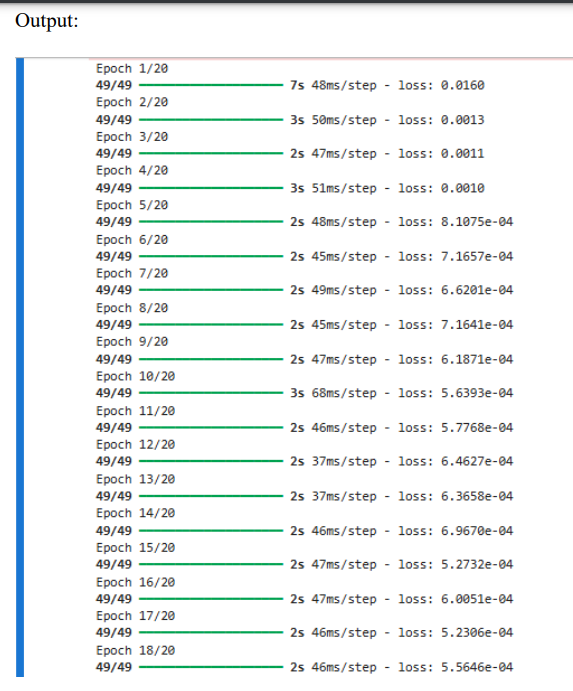 Output:
Epoch 1/20
49/49 7s 48ms/step - loss: 0.0160
Epoch 2/20
49/49 3s 50ms/step - loss: 0.0013
Epoch 3/20
49/49 2s 47ms/step - loss: 0.0011
Epoch 4/20
49/49 3s 51ms/step - loss: 0.0010
Epoch 5/20
49/49 2s 48ms/step - loss: 8.1075e-04
Epoch 6/20
49/49 2s 45ms/step - loss: 7.1657e-04
Epoch 7/20
49/49 2s 49ms/step - loss: 6.6201e-04
Epoch 8/20
49/49 2s 45ms/step - loss: 7.1641e-04
Epoch 9/20
49/49 2s 47ms/step - loss: 6.1871e-04
Epoch 10/20
49/49 3s 68ms/step - loss: 5.6393e-04
Epoch 11/20
49/49 2s 46ms/step - loss: 5.7768e-04
Epoch 12/20
49/49 2s 37ms/step - loss: 6.4627e-04
Epoch 13/20
49/49 2s 37ms/step - loss: 6.3658e-04
Epoch 14/20
49/49 2s 46ms/step - loss: 6.9670e-04
Epoch 15/20
49/49 2s 47ms/step - loss: 5.2732e-04
Epoch 16/20
49/49 2s 47ms/step - loss: 6.0051e-04
Epoch 17/20
49/49 2s 46ms/step - loss: 5.2306e-04
Epoch 18/20
49/49 2s 46ms/step - loss: 5.5646e-04